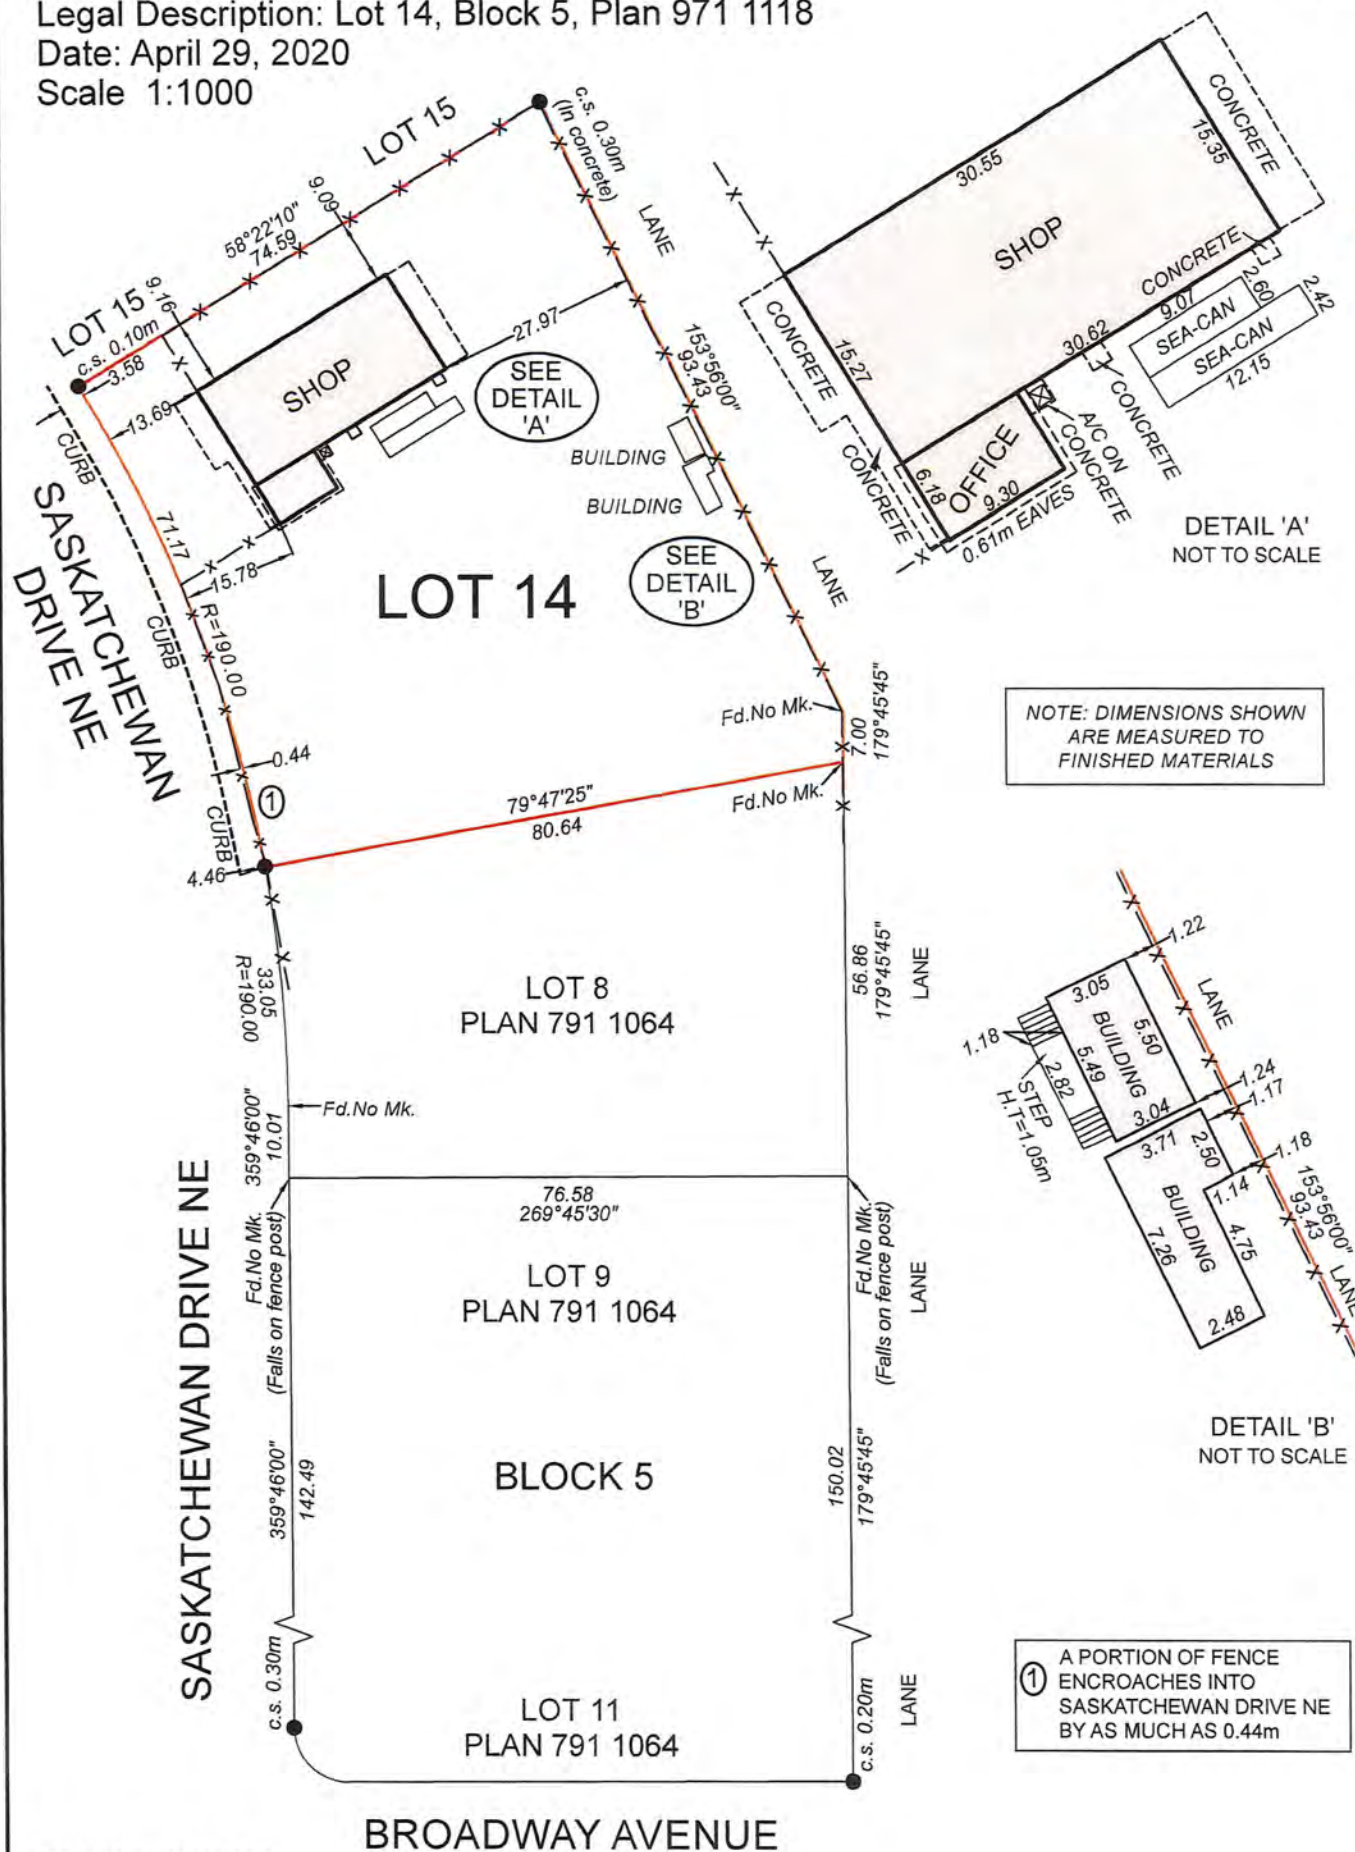 Legal Description: Lot 14, Block 5, Plan 971 1118
Date: April 29, 2020
Scale 1:1000
LOT 15
c.s. 0.30m
(In concrete)
LANE
9.09
58°22'10"
74.59
LOT 15
9.16
c.s. 0.10m
3.58
13.69
SHOP
27.97
SEE
DETAIL
'A'
153°56'00"
93.43
BUILDING
BUILDING
CURB
SASKATCHEWAN
DRIVE NE
71.17
15.78
R=190.00
CURB
LOT 14
SEE
DETAIL
'B'
LANE
Fd.No Mk.
7.00
179°45'45"
0.44
1
CURB
4.46
79°47'25"
80.64
Fd.No Mk.
33.05
R=190.00
LOT 8
PLAN 791 1064
56.86
179°45'45"
LANE
359°46'00"
10.01
Fd.No Mk.
76.58
269°45'30"
Fd.No Mk.
(Falls on fence post)
Fd.No Mk.
(Falls on fence post)
LANE
LOT 9
PLAN 791 1064
SASKATCHEWAN DRIVE NE
359°46'00"
142.49
BLOCK 5
150.02
179°45'45"
c.s. 0.30m
LOT 11
PLAN 791 1064
c.s. 0.20m
LANE
BROADWAY AVENUE
CONCRETE
15.35
30.55
SHOP
CONCRETE
CONCRETE
15.27
CONCRETE
30.62
9.07
2.60
2.42
SEA-CAN
SEA-CAN
12.15
CONCRETE
A/C ON
CONCRETE
OFFICE
6.18
9.30
0.61m EAVES
DETAIL 'A'
NOT TO SCALE
NOTE: DIMENSIONS SHOWN
ARE MEASURED TO
FINISHED MATERIALS
1.22
LANE
3.05
BUILDING
5.50
5.49
1.18
2.82
STEP
H.T=1.05m
3.04
1.24
1.17
3.71
2.50
1.18
1.14
BUILDING
7.26
4.75
2.48
153°56'00"
93.43
LANE
DETAIL 'B'
NOT TO SCALE
1
A PORTION OF FENCE
ENCROACHES INTO
SASKATCHEWAN DRIVE NE
BY AS MUCH AS 0.44m